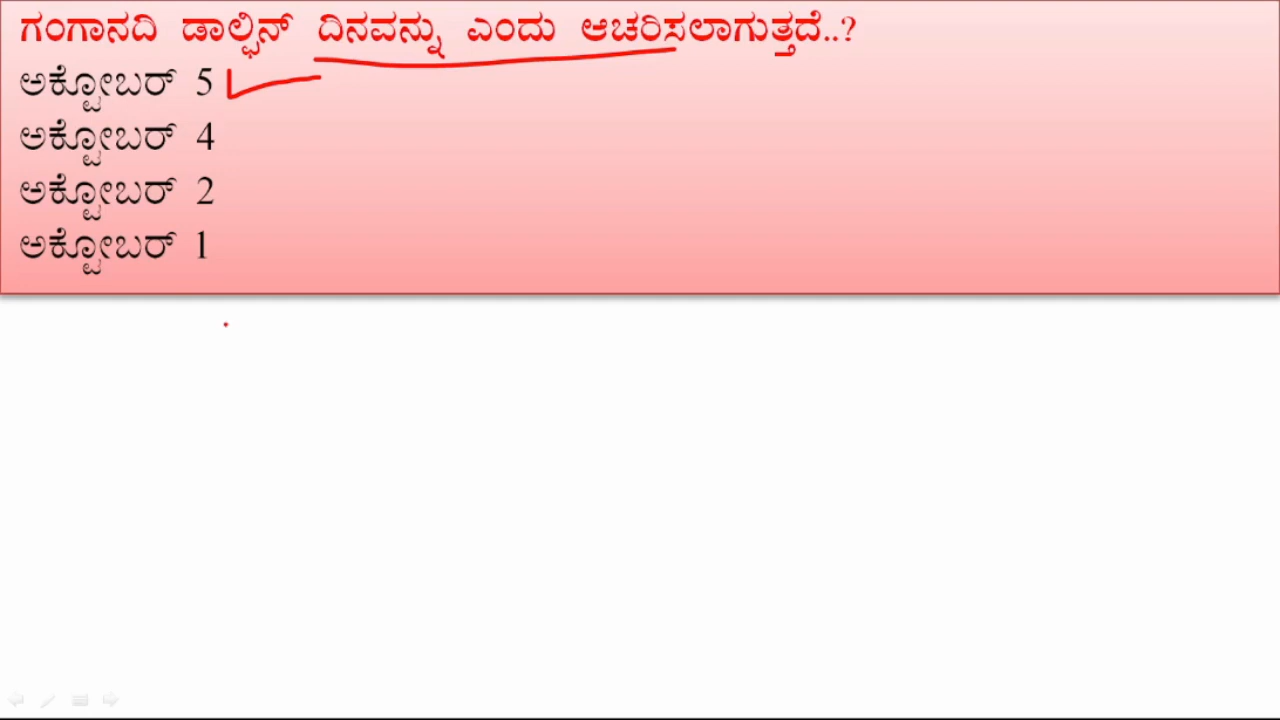 ಗಂಗಾನದಿ ಡಾಲ್ಫಿನ್ ದಿನವನ್ನು ಎಂದು ಆಚರಿಸಲಾಗುತ್ತದೆ..?
ಅಕ್ಟೋಬರ್ 5
ಅಕ್ಟೋಬರ್ 4
ಅಕ್ಟೋಬರ್ 2
ಅಕ್ಟೋಬರ್ 1